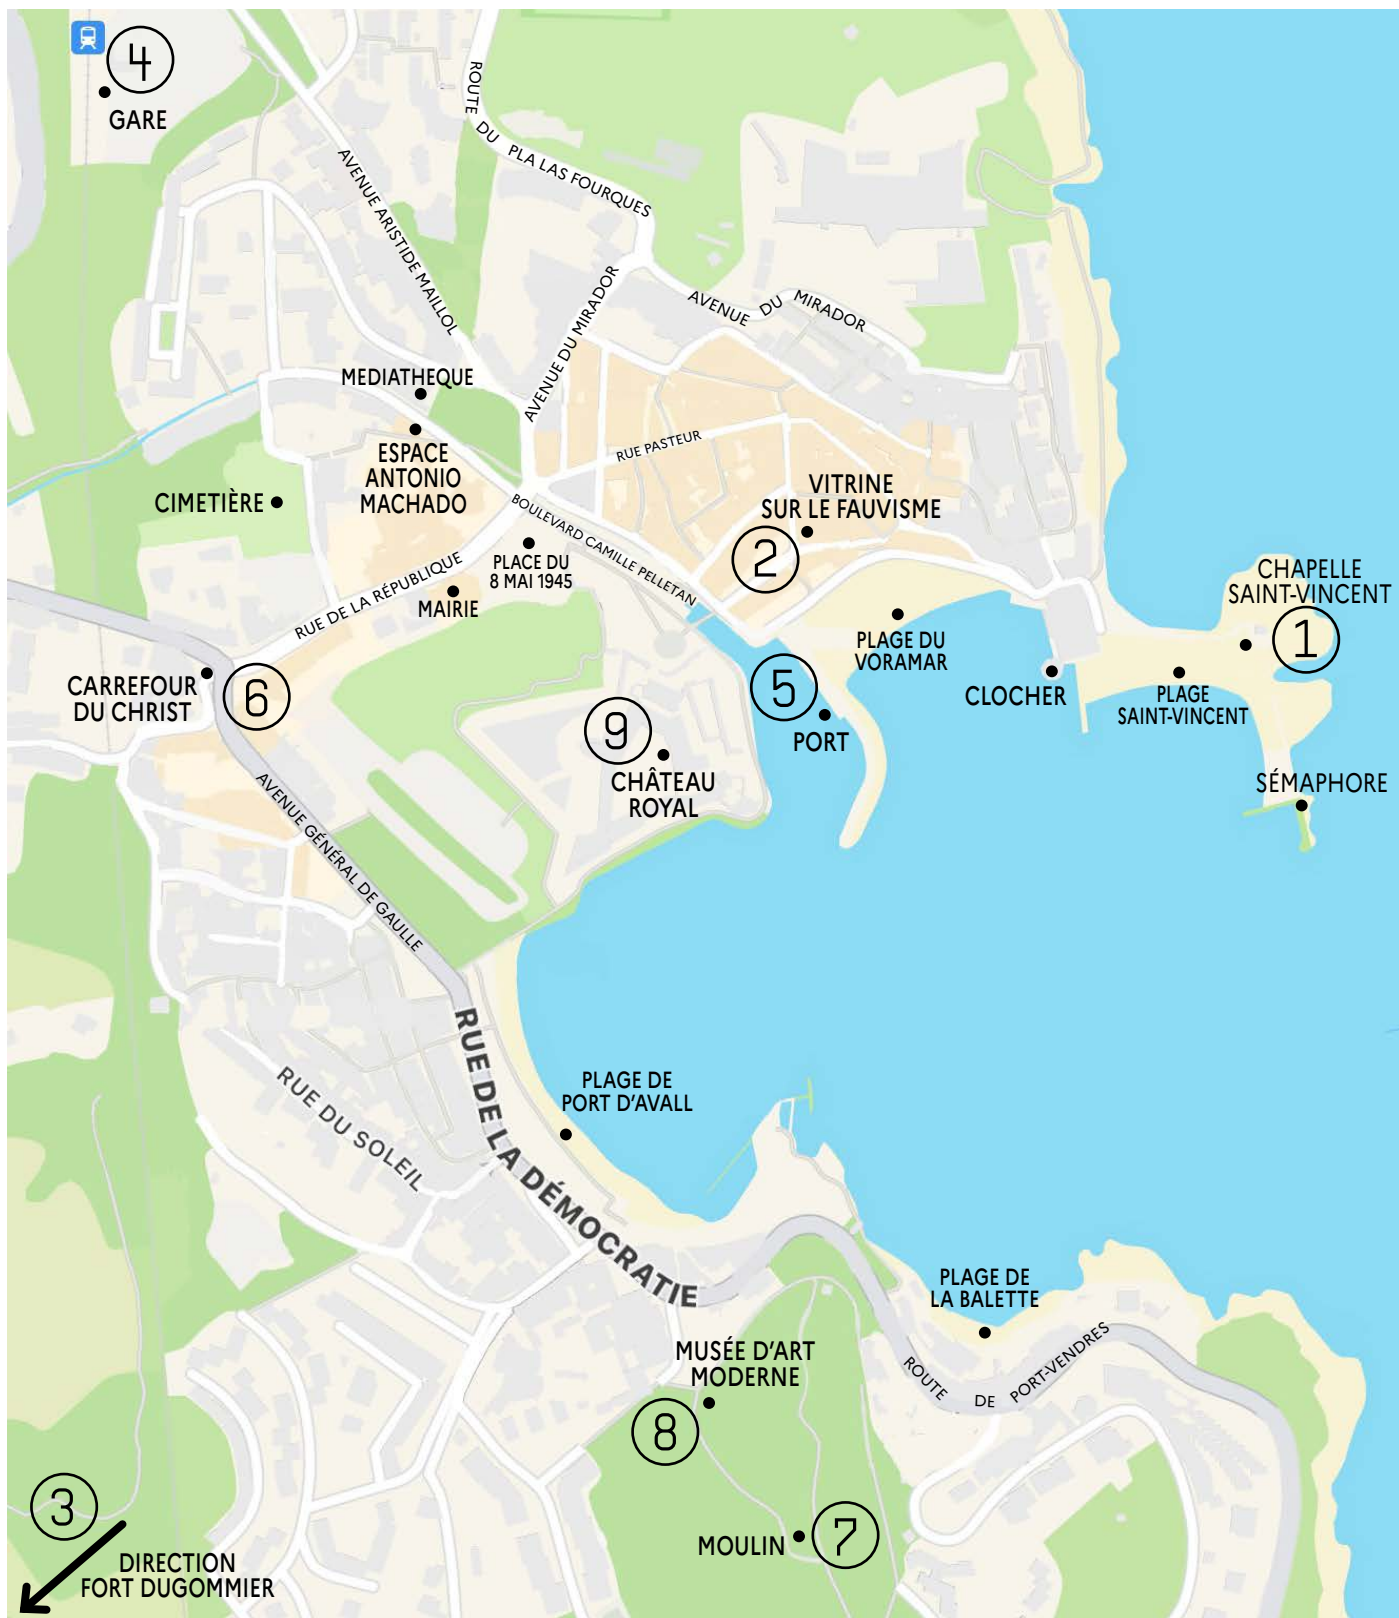 4
GARE
ROUTE DU PLA LAS FOURQUES
AVENUE ARISTIDE MAILLOL
AVENUE DU MIRADOR
AVENUE DU MIRADOR
MEDIATHEQUE
ESPACE
ANTONIO
MACHADO
CIMETIÈRE
RUE PASTEUR
VITRINE
SUR LE FAUVISME
2
BOULEVARD CAMILLE PELLETAN
PLACE DU
8 MAI 1945
RUE DE LA RÉPUBLIQUE
MAIRIE
CHAPELLE
SAINT-VINCENT
1
PLAGE DU
VORAMAR
CLOCHER
PLAGE
SAINT-VINCENT
CARREFOUR
DU CHRIST
6
5
PORT
9
CHÂTEAU
ROYAL
SÉMAPHORE
AVENUE GÉNÉRAL DE GAULLE
RUE DE LA DÉMOCRATIE
RUE DU SOLEIL
PLAGE DE
PORT D'AVALL
PLAGE DE
LA BALETTE
MUSÉE D'ART
MODERNE
8
ROUTE DE PORT-VENDRES
3
DIRECTION
FORT DUGOMMIER
MOULIN
7